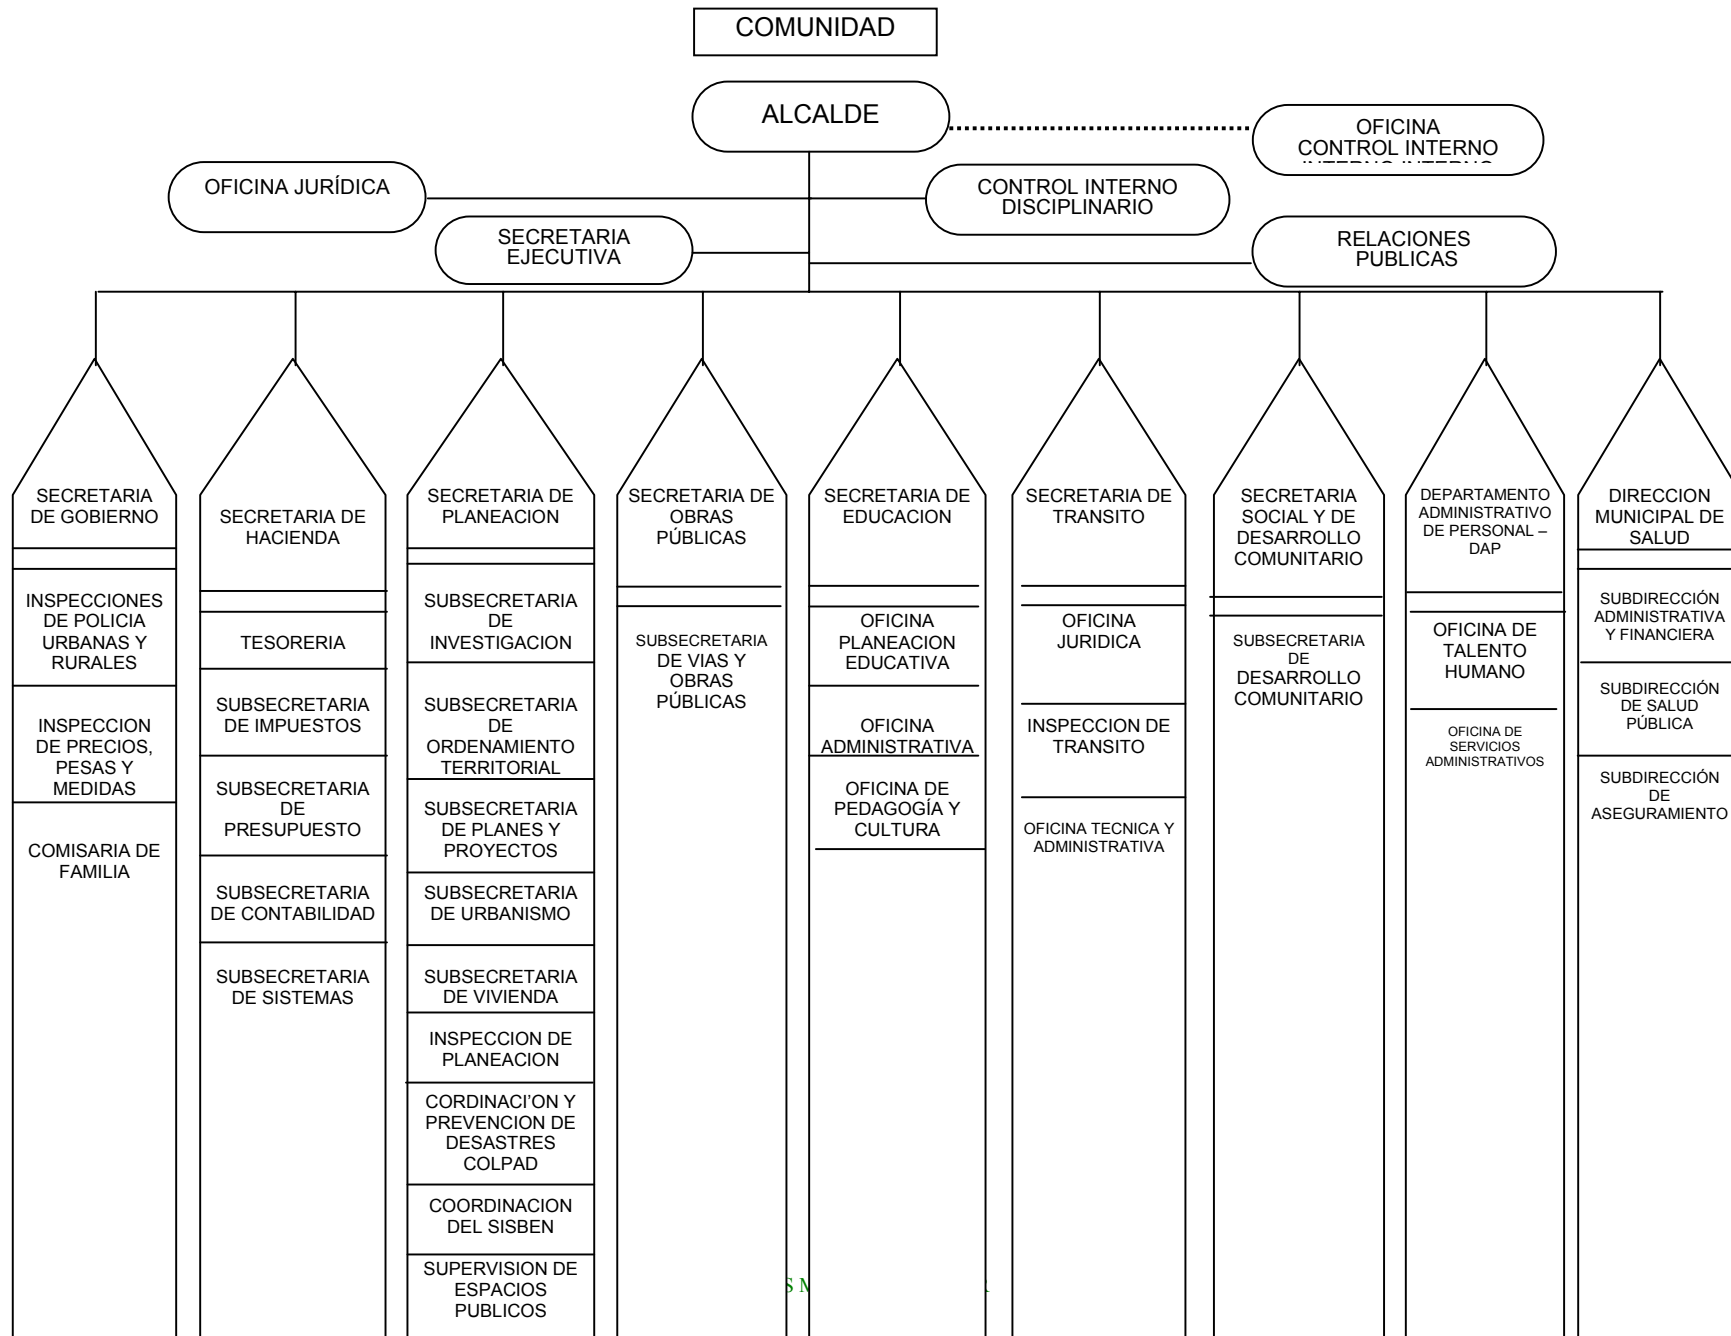 COMUNIDAD
ALCALDE
OFICINA
CONTROL INTERNO
INTERNO INTERNO
OFICINA JURÍDICA
CONTROL INTERNO
DISCIPLINARIO
SECRETARIA
EJECUTIVA
RELACIONES
PUBLICAS
SECRETARIA
DE GOBIERNO
INSPECCIONES
DE POLICIA
URBANAS Y
RURALES
INSPECCION
DE PRECIOS,
PESAS Y
MEDIDAS
COMISARIA DE
FAMILIA
SECRETARIA DE
HACIENDA
TESORERIA
SUBSECRETARIA
DE IMPUESTOS
SUBSECRETARIA
DE
PRESUPUESTO
SUBSECRETARIA
DE CONTABILIDAD
SUBSECRETARIA
DE SISTEMAS
SECRETARIA DE
PLANEACION
SUBSECRETARIA
DE
INVESTIGACION
SUBSECRETARIA
DE
ORDENAMIENTO
TERRITORIAL
SUBSECRETARIA
DE PLANES Y
PROYECTOS
SUBSECRETARIA
DE URBANISMO
SUBSECRETARIA
DE VIVIENDA
INSPECCION DE
PLANEACION
CORDINACI'ON Y
PREVENCION DE
DESASTRES
COLPAD
COORDINACION
DEL SISBEN
SUPERVISION DE
ESPACIOS
PUBLICOS
SECRETARIA DE
OBRAS
PÚBLICAS
SUBSECRETARIA
DE VIAS Y
OBRAS
PÚBLICAS
SECRETARIA DE
EDUCACION
OFICINA
PLANEACION
EDUCATIVA
OFICINA
ADMINISTRATIVA
OFICINA DE
PEDAGOGÍA Y
CULTURA
SECRETARIA DE
TRANSITO
OFICINA
JURIDICA
INSPECCION DE
TRANSITO
OFICINA TECNICA Y
ADMINISTRATIVA
SECRETARIA
SOCIAL Y DE
DESARROLLO
COMUNITARIO
SUBSECRETARIA
DE
DESARROLLO
COMUNITARIO
DEPARTAMENTO
ADMINISTRATIVO
DE PERSONAL –
DAP
OFICINA DE
TALENTO
HUMANO
OFICINA DE
SERVICIOS
ADMINISTRATIVOS
DIRECCION
MUNICIPAL DE
SALUD
SUBDIRECCIÓN
ADMINISTRATIVA
Y FINANCIERA
SUBDIRECCIÓN
DE SALUD
PÚBLICA
SUBDIRECCIÓN
DE
ASEGURAMIENTO